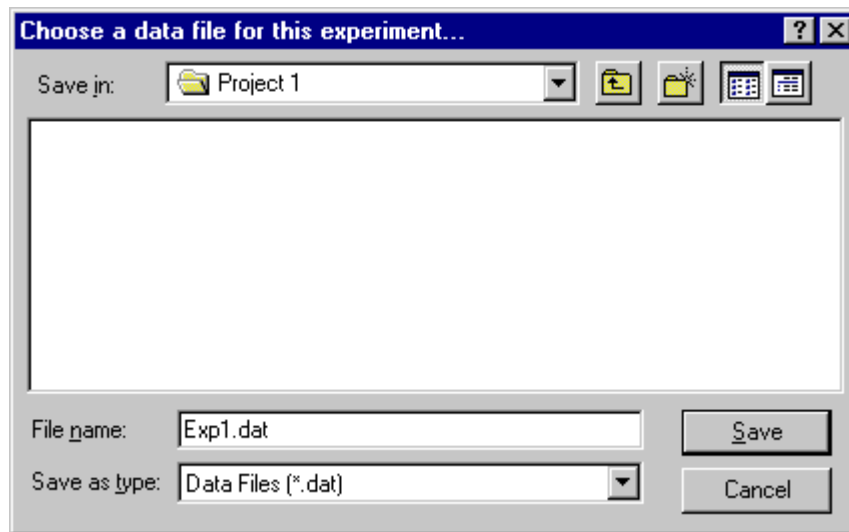 Choose a data file for this experiment...
Save in: Project 1
File name: Exp1.dat
Save
Save as type: Data Files (*.dat)
Cancel